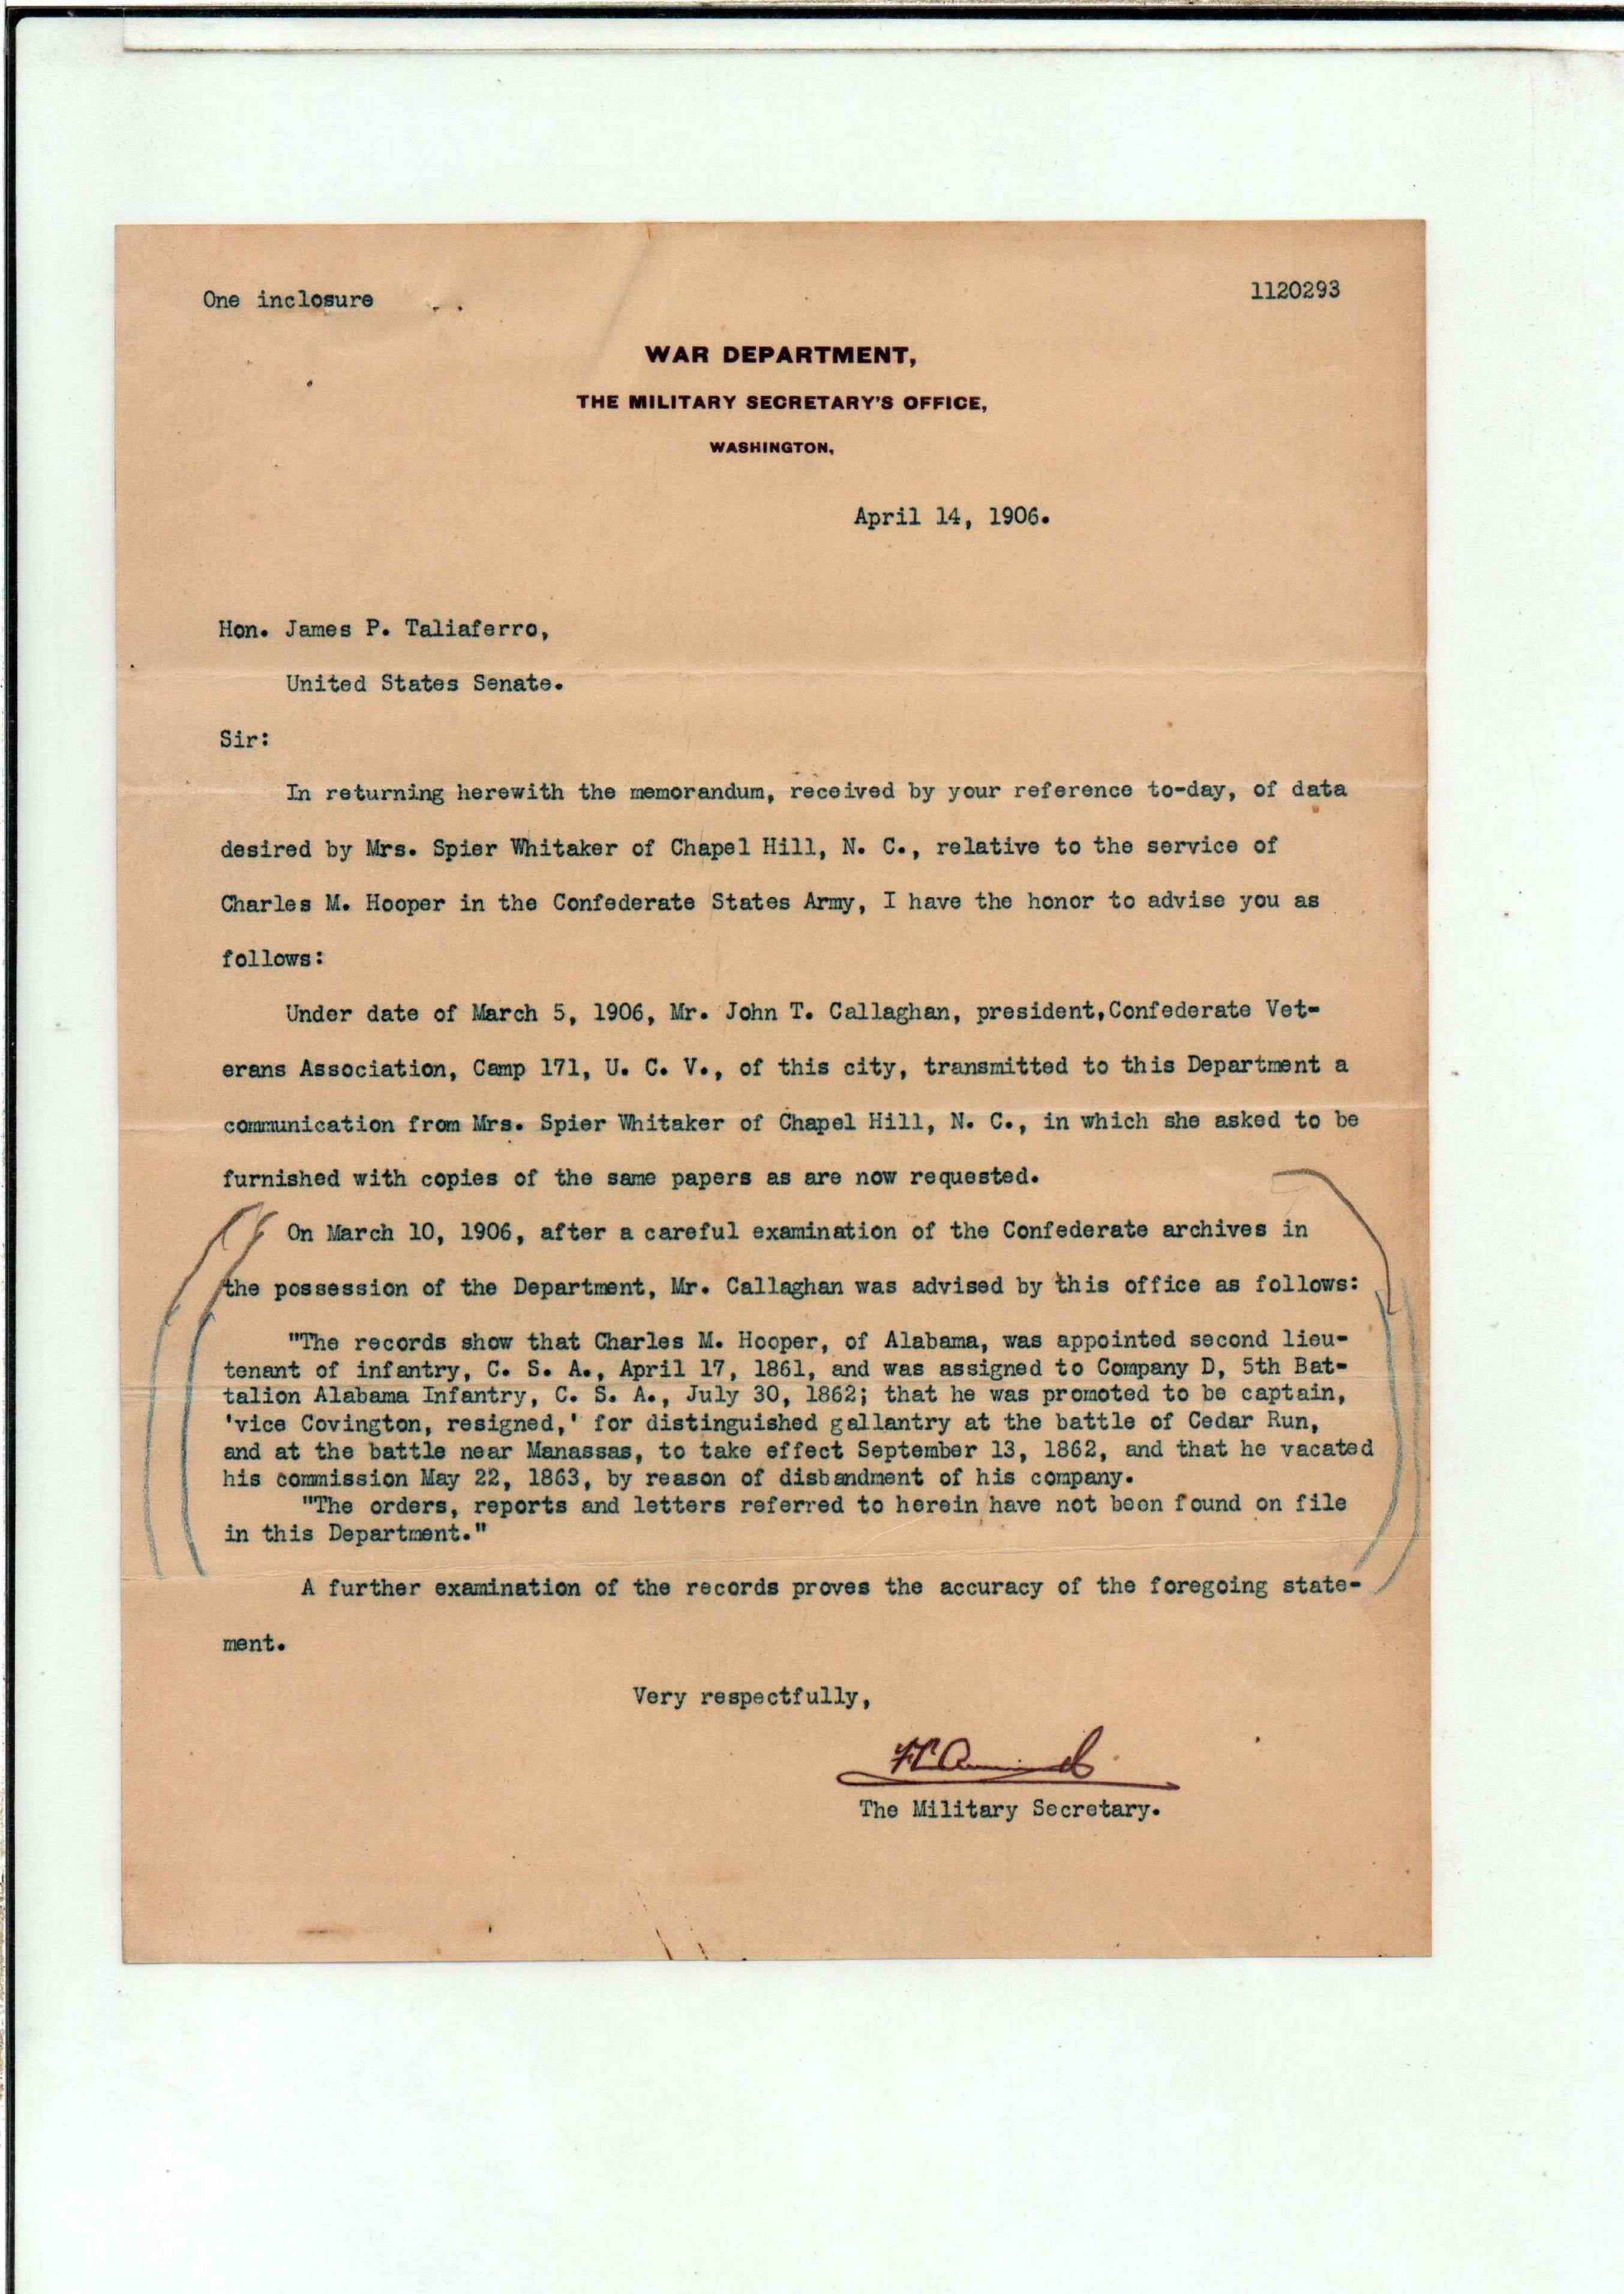 One inclosure
1120293
WAR DEPARTMENT,
THE MILITARY SECRETARY'S OFFICE,
WASHINGTON,
April 14, 1906.
Hon. James P. Taliaferro,
United States Senate.
Sir:
In returning herewith the memorandum, received by your reference to-day, of data
desired by Mrs. Spier Whitaker of Chapel Hill, N. C., relative to the service of
Charles M. Hooper in the Confederate States Army, I have the honor to advise you as
follows:
Under date of March 5, 1906, Mr. John T. Callaghan, president, Confederate Vet-
erans Association, Camp 171, U. C. V., of this city, transmitted to this Department a
communication from Mrs. Spier Whitaker of Chapel Hill, N. C., in which she asked to be
furnished with copies of the same papers as are now requested.
On March 10, 1906, after a careful examination of the Confederate archives in
the possession of the Department, Mr. Callaghan was advised by this office as follows:
"The records show that Charles M. Hooper, of Alabama, was appointed second lieu-
tenant of infantry, C. S. A., April 17, 1861, and was assigned to Company D, 5th Bat-
talion Alabama Infantry, C. S. A., July 30, 1862; that he was promoted to be captain,
'vice Covington, resigned,' for distinguished gallantry at the battle of Cedar Run,
and at the battle near Manassas, to take effect September 13, 1862, and that he vacated
his commission May 22, 1863, by reason of disbandment of his company.
"The orders, reports and letters referred to herein have not been found on file
in this Department."
A further examination of the records proves the accuracy of the foregoing state-
ment.
Very respectfully,
The Military Secretary.